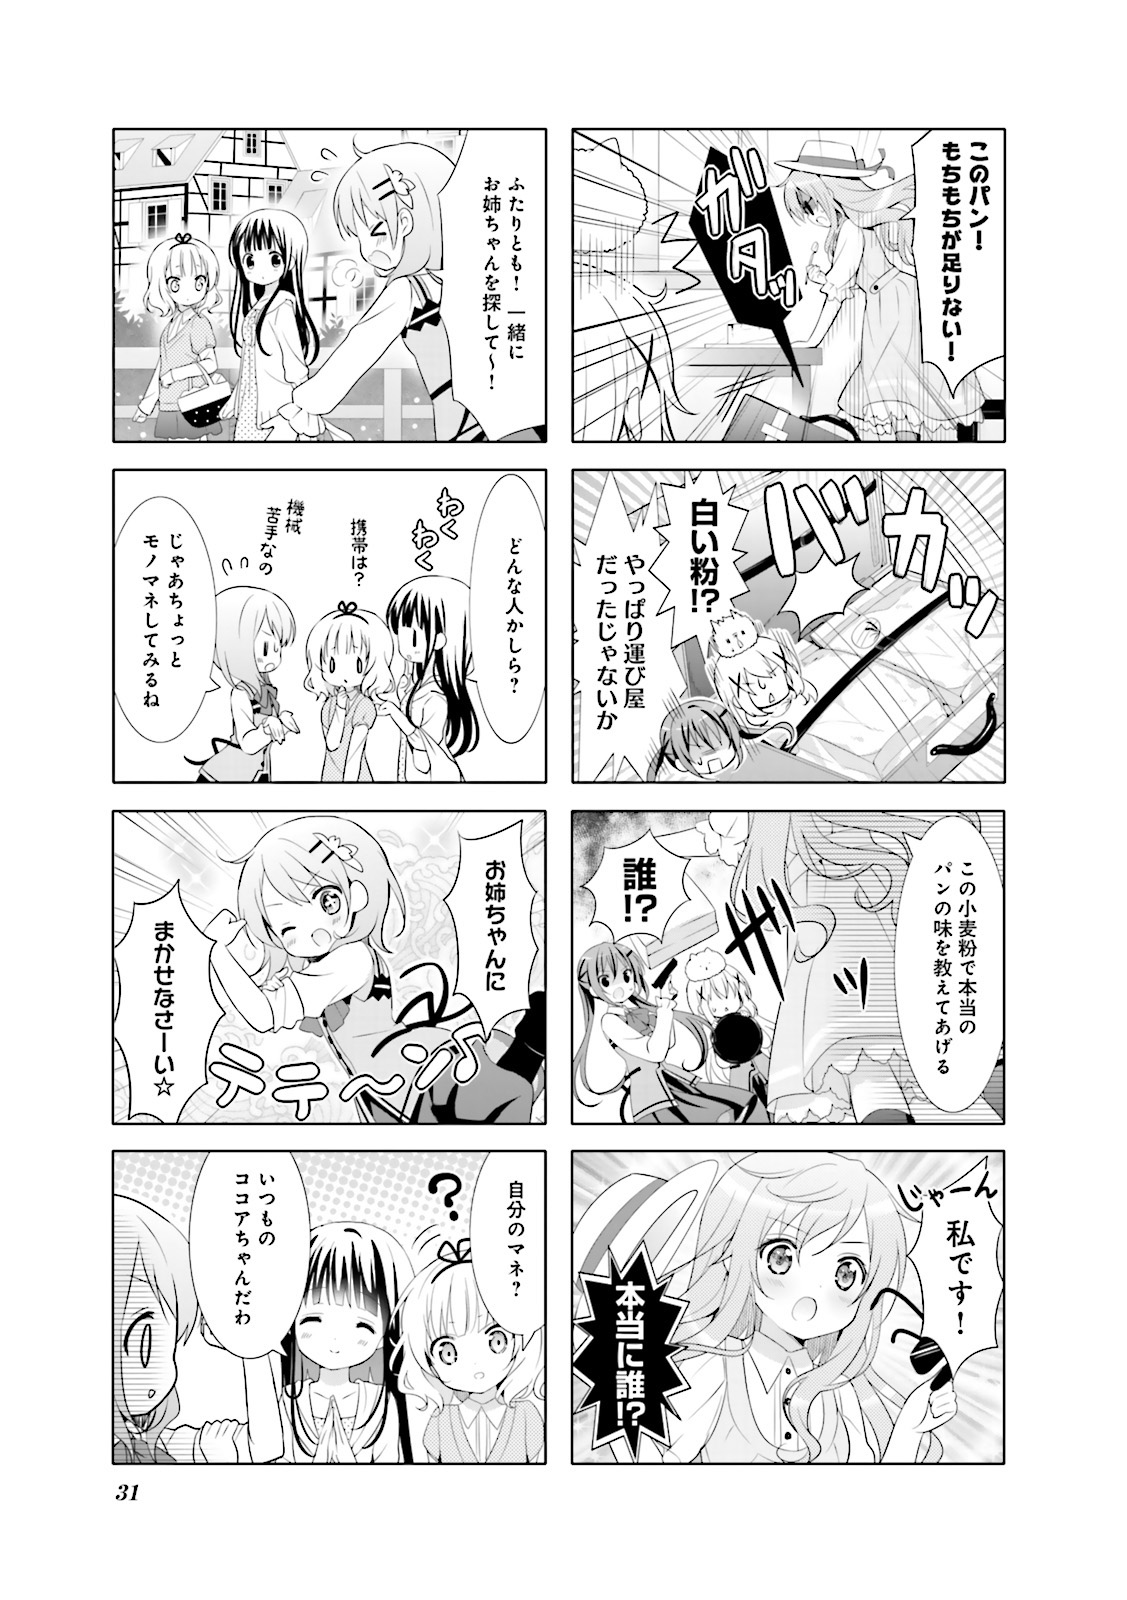 このパン！
もちもちが足りない！
ガタッ
バカッ
白い粉!?
やっぱり運び屋
だったじゃないか
この小麦粉で本当の
パンの味を教えてあげる
誰!?
じゃーん
私です！
本当に誰!?
ふたりとも！一緒に
お姉ちゃんを探して～！
どんな人かしら？
わくわく
携帯は？
機械
苦手なの
じゃあちょっと
モノマネしてみるね
お姉ちゃんに
まかせなさーい☆
テテーン♪
自分のマネ？
?
いつもの
ココアちゃんだわ
31